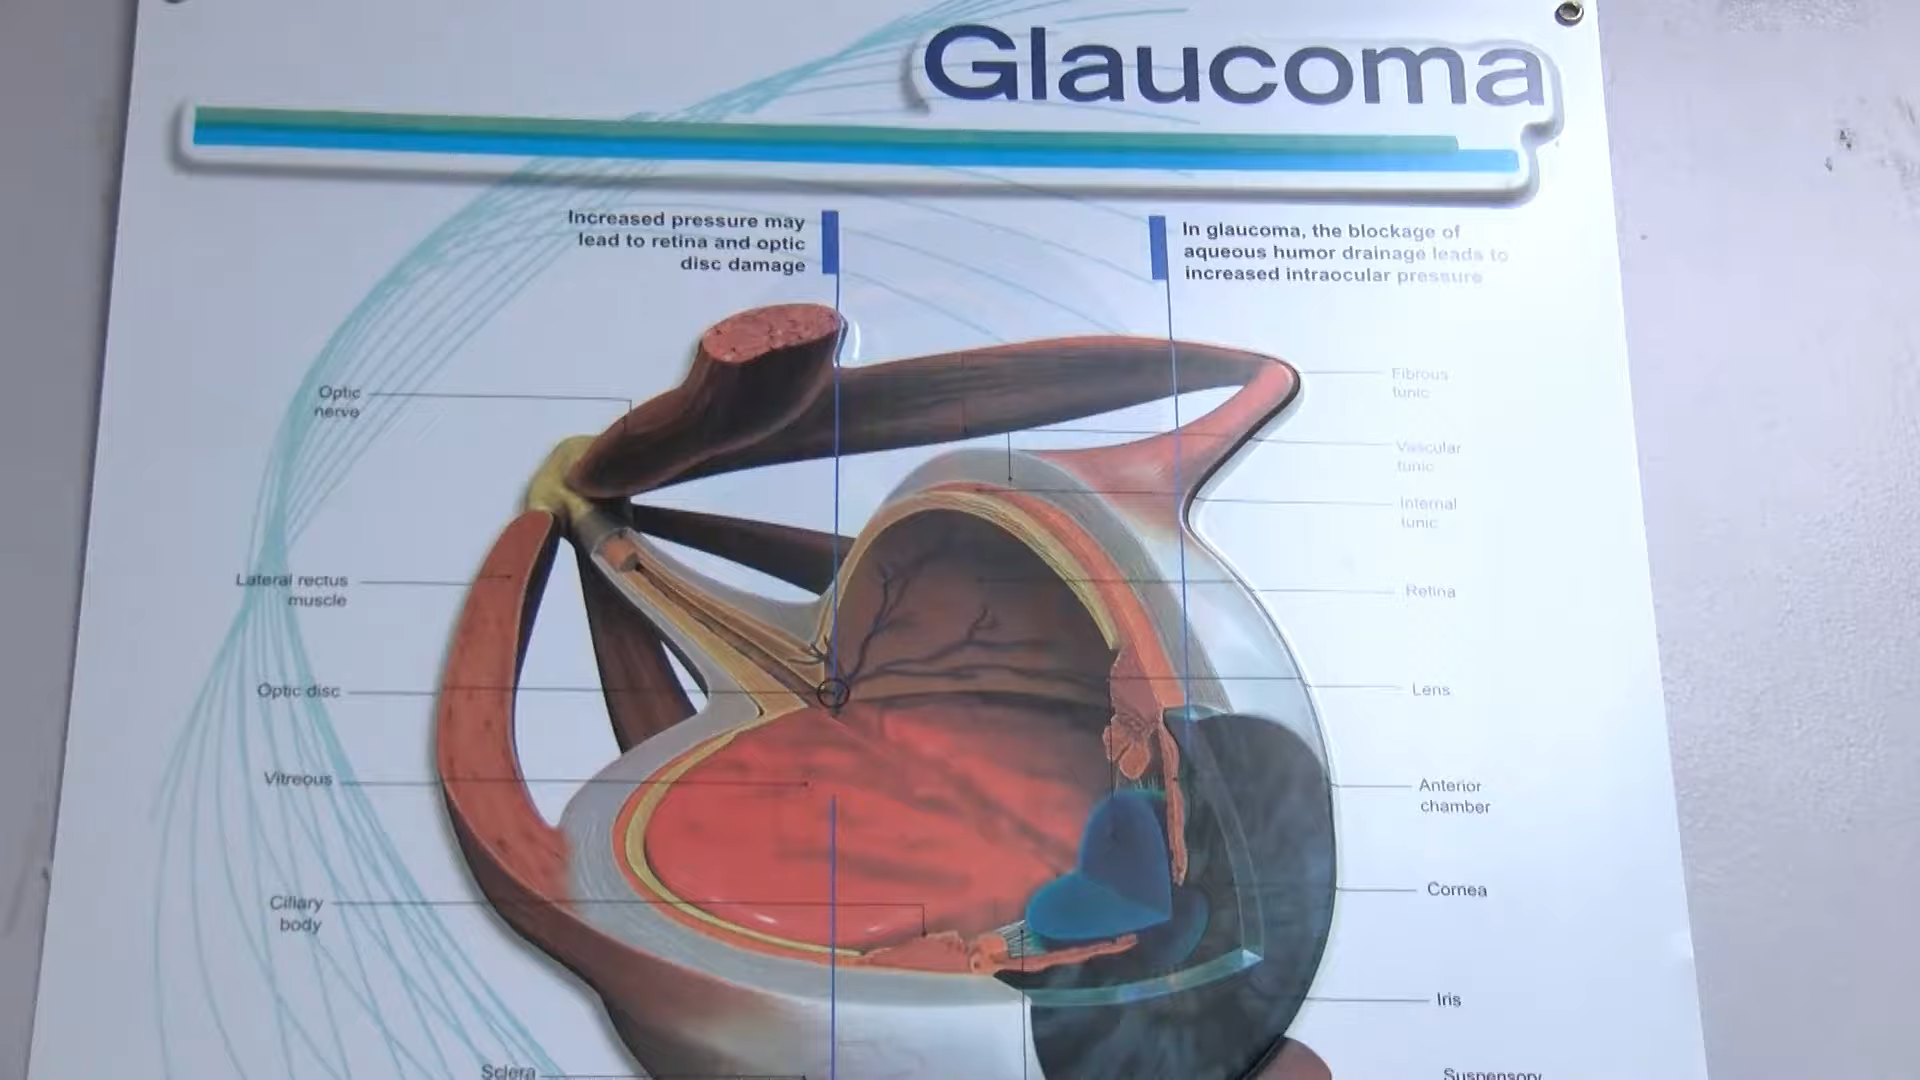 Glaucoma
Increased pressure may
lead to retina and optic
disc damage
In glaucoma, the blockage of
aqueous humor drainage leads to
increased intraocular pressure
Optic
nerve
Lateral rectus
muscle
Optic disc
Vitreous
Ciliary
body
Sclera
Fibrous
tunic
Vascular
tunic
Internal
tunic
Retina
Lens
Anterior
chamber
Cornea
Iris
Suspensory